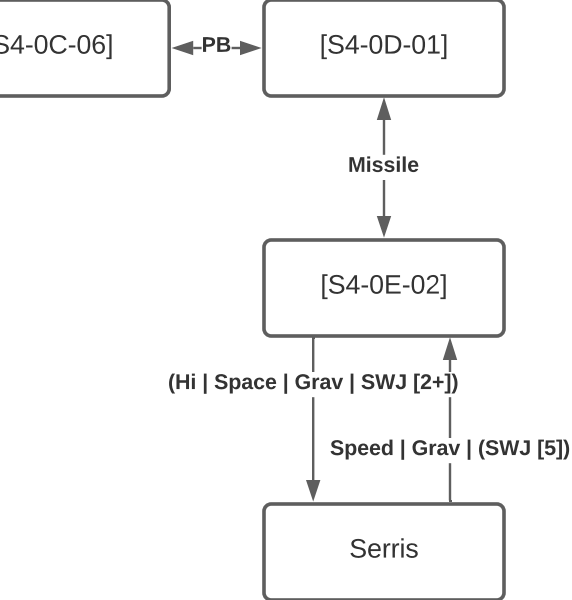 S4-0C-06]
PB
[S4-0D-01]
Missile
[S4-0E-02]
(Hi | Space | Grav | SWJ [2+])
Speed | Grav | (SWJ [5])
Serris